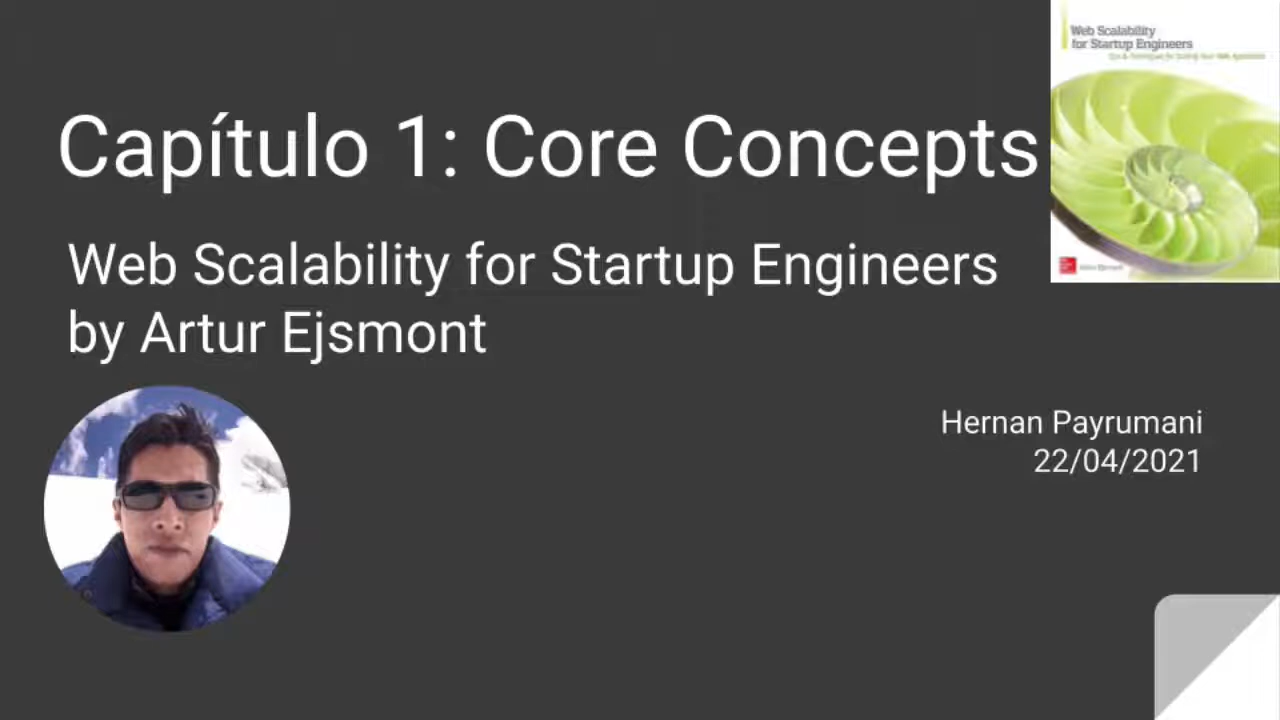 Web Scalability
for Startup Engineers
Capítulo 1: Core Concepts
Web Scalability for Startup Engineers
by Artur Ejsmont
Hernan Payrumani
22/04/2021